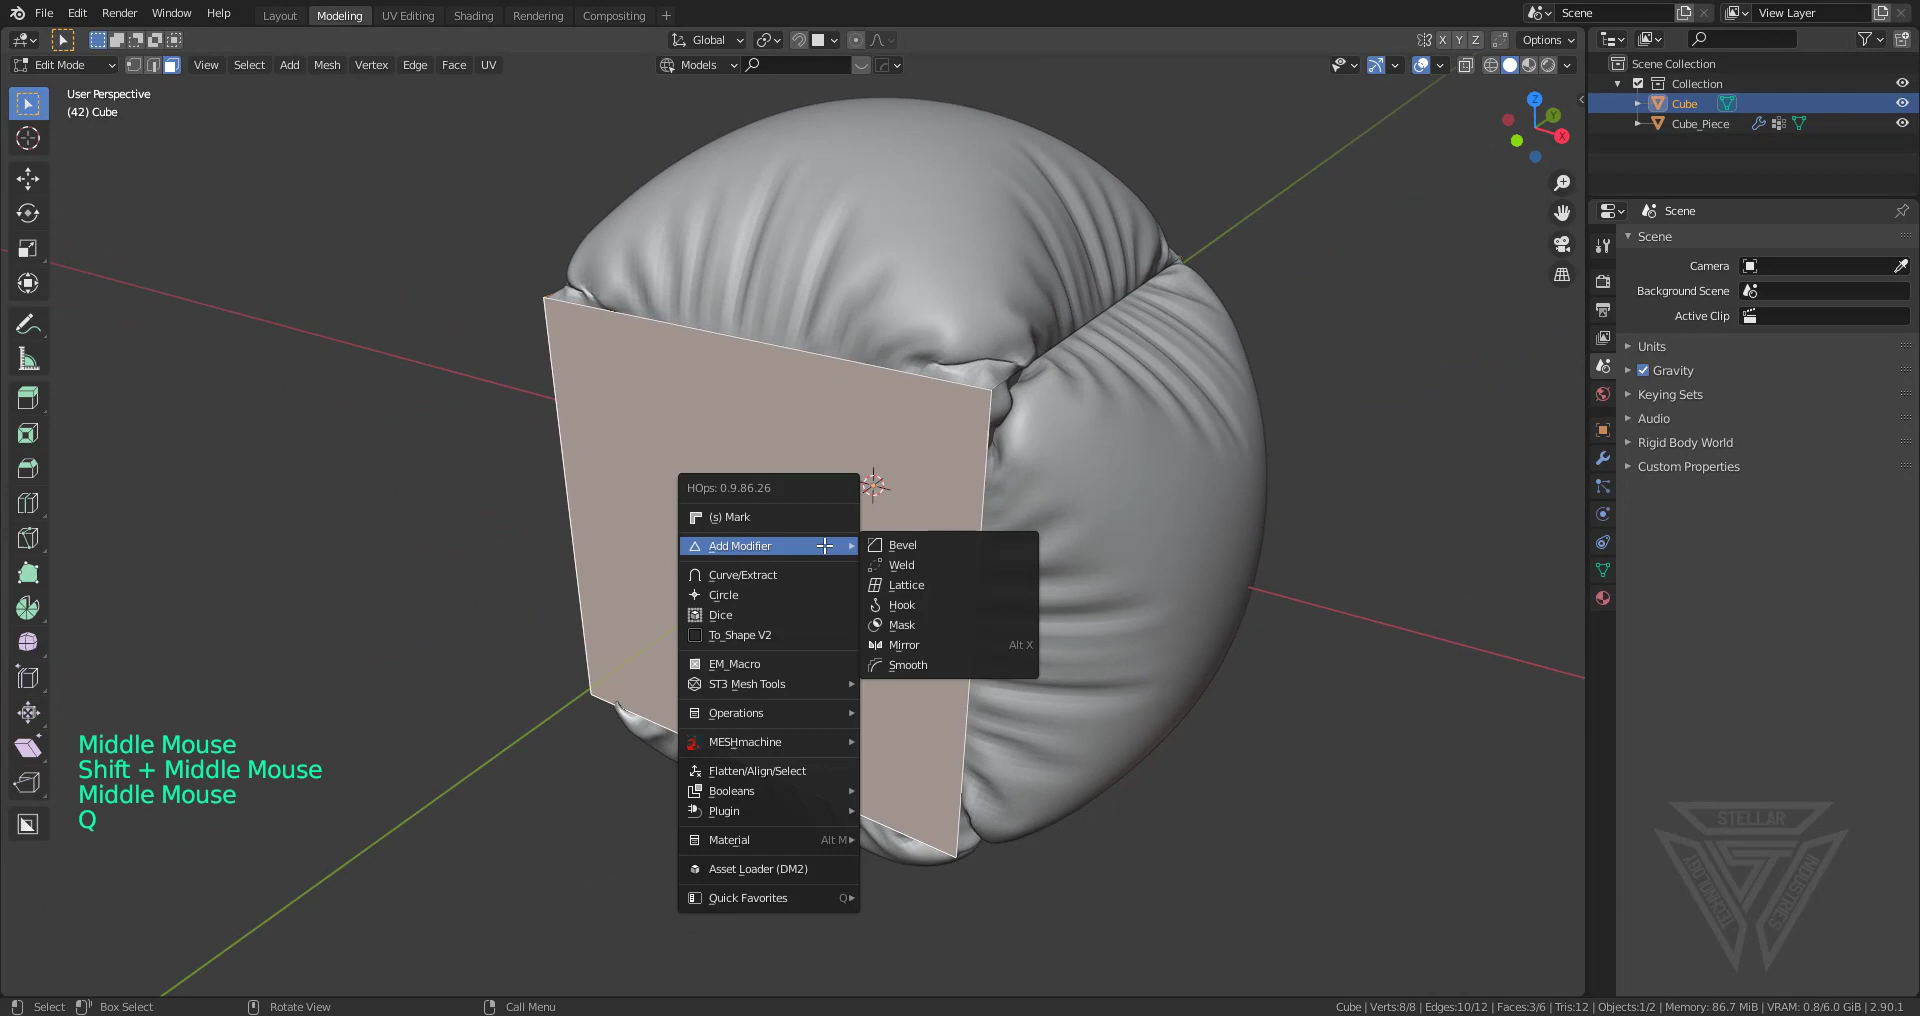 File Edit Render Window Help
Layout Modeling UV Editing Shading Rendering Compositing +
Scene View Layer
Global X Y Z Options
Edit Mode View Select Add Mesh Vertex Edge Face UV Models
User Perspective
(42) Cube
Z Y X
Scene Collection
Collection
Cube
Cube_Piece
Scene
Scene
Camera
Background Scene
Active Clip
Units
Gravity
Keying Sets
Audio
Rigid Body World
Custom Properties
HOps: 0.9.86.26
(s) Mark
Add Modifier
Curve/Extract
Circle
Dice
To_Shape V2
EM_Macro
ST3 Mesh Tools
Operations
MESHmachine
Flatten/Align/Select
Booleans
Plugin
Material Alt M
Asset Loader (DM2)
Quick Favorites Q
Bevel
Weld
Lattice
Hook
Mask
Mirror Alt X
Smooth
Middle Mouse
Shift + Middle Mouse
Middle Mouse
Q
STELLAR
TECHNOLOGY
INDUSTRIES
Select Box Select Rotate View Call Menu
Cube | Verts:8/8 | Edges:10/12 | Faces:3/6 | Tris:12 | Objects:1/2 | Memory: 86.7 MiB | VRAM: 0.8/6.0 GiB | 2.90.1